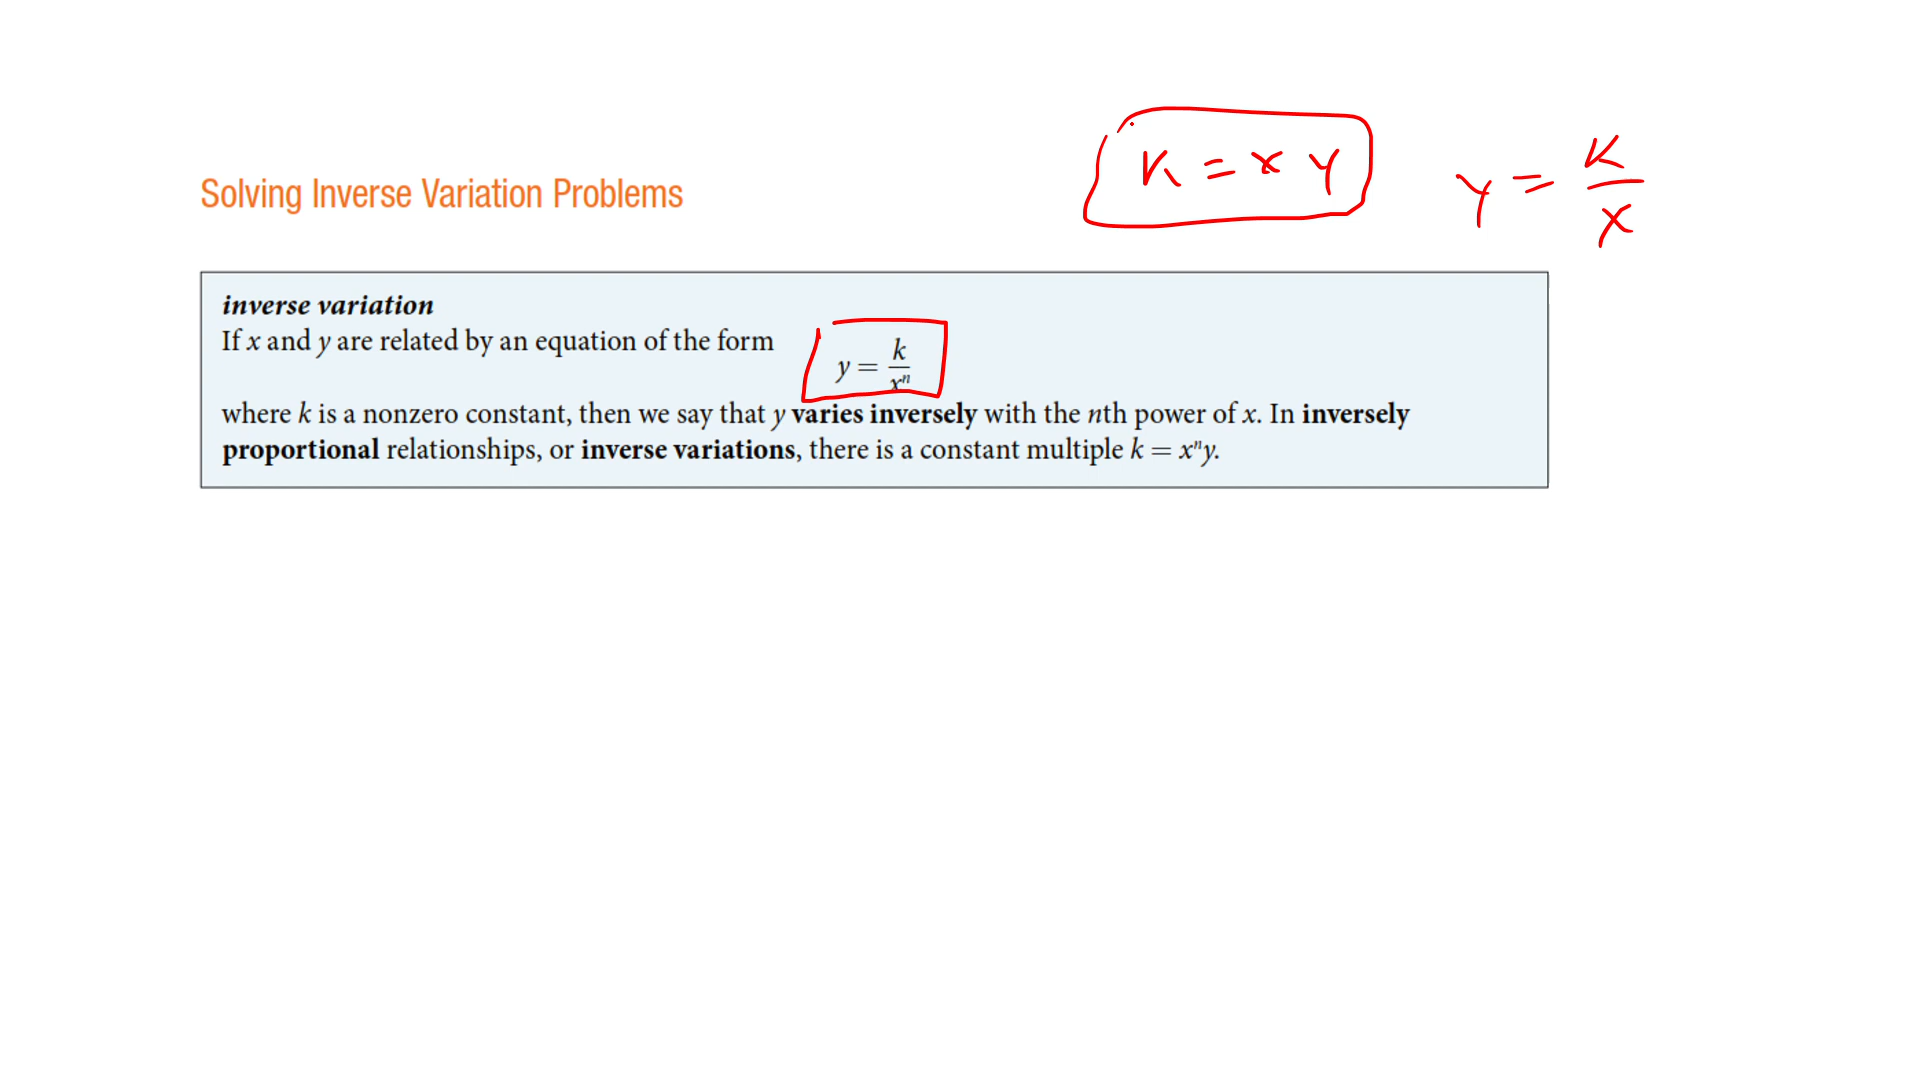 K = x y
y = K/x
Solving Inverse Variation Problems
inverse variation
If x and y are related by an equation of the form
y = k/xⁿ
where k is a nonzero constant, then we say that y varies inversely with the nth power of x. In inversely
proportional relationships, or inverse variations, there is a constant multiple k = xⁿy.